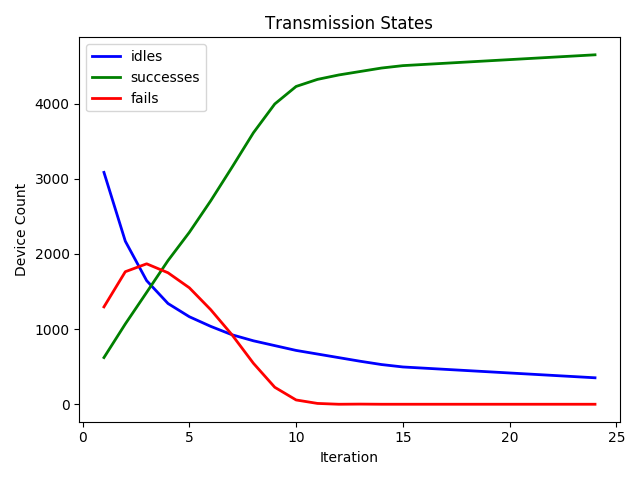 Transmission States
idles
successes
fails
Device Count
4000
3000
2000
1000
0
0 5 10 15 20 25
Iteration